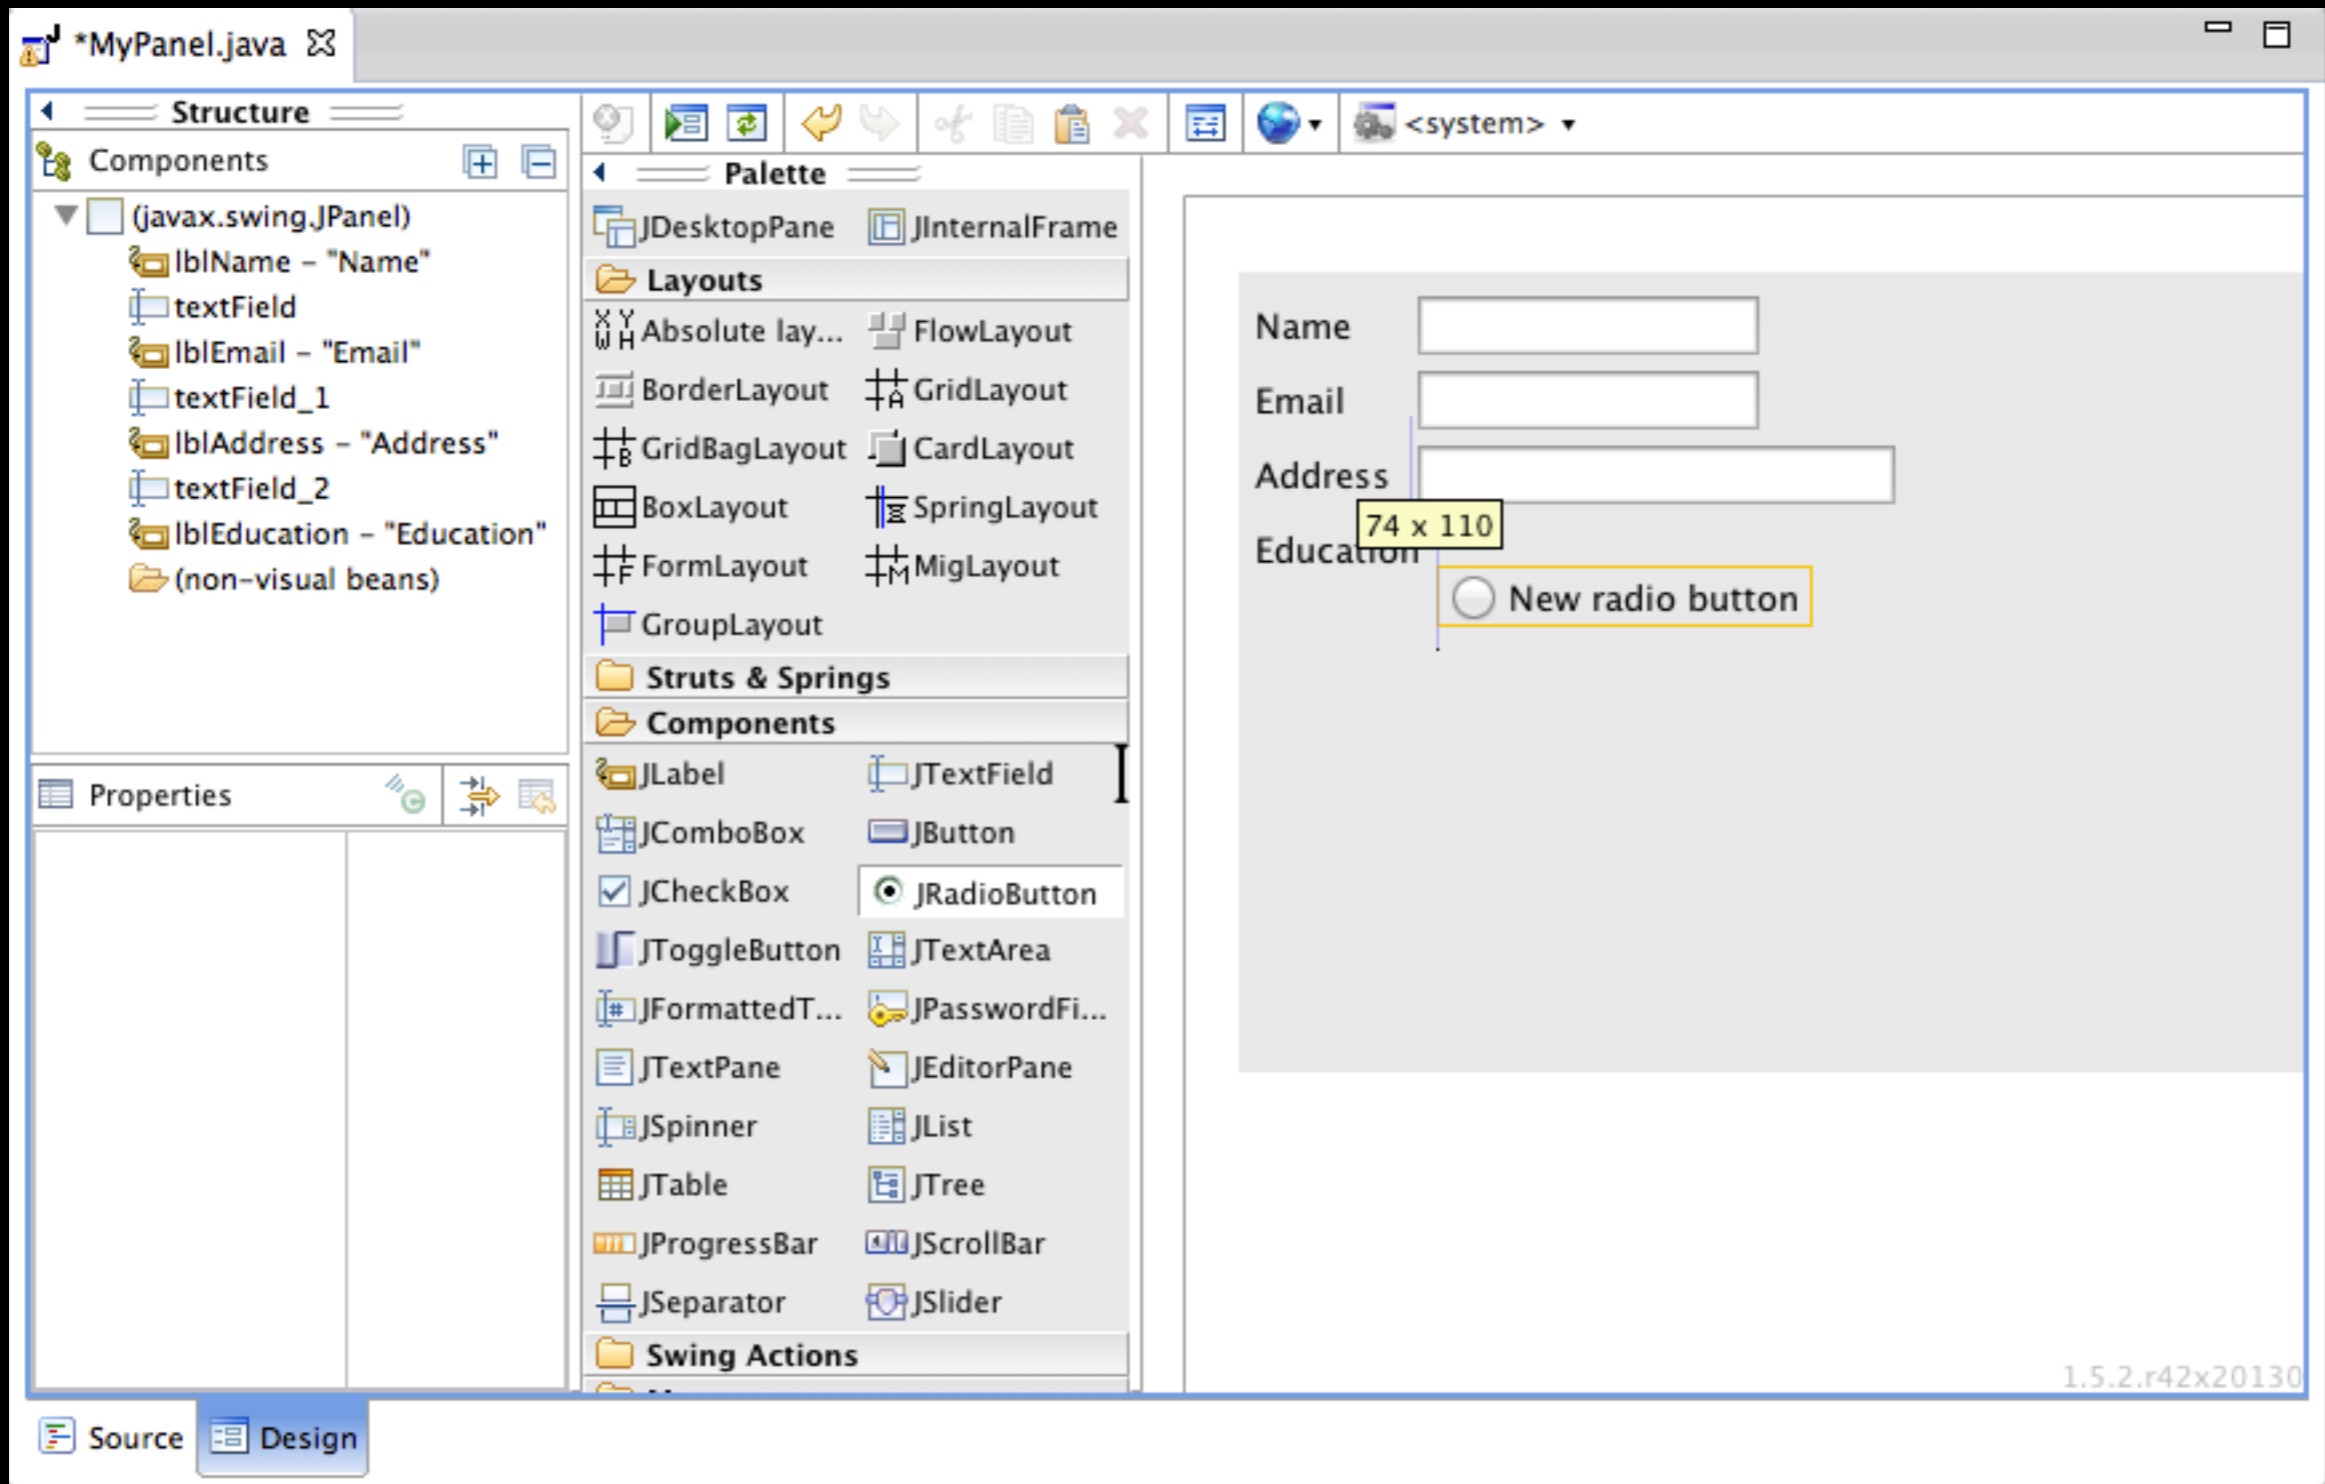 *MyPanel.java
Structure
Components
(javax.swing.JPanel)
lblName - "Name"
textField
lblEmail - "Email"
textField_1
lblAddress - "Address"
textField_2
lblEducation - "Education"
(non-visual beans)
Properties
<system>
Palette
JDesktopPane JInternalFrame
Layouts
Absolute lay... FlowLayout
BorderLayout GridLayout
GridBagLayout CardLayout
BoxLayout SpringLayout
FormLayout MigLayout
GroupLayout
Struts & Springs
Components
JLabel JTextField
JComboBox JButton
JCheckBox JRadioButton
JToggleButton JTextArea
JFormattedT... JPasswordFi...
JTextPane JEditorPane
JSpinner JList
JTable JTree
JProgressBar JScrollBar
JSeparator JSlider
Swing Actions
Name
Email
Address
74 x 110
Education
New radio button
1.5.2.r42x20130
Source Design